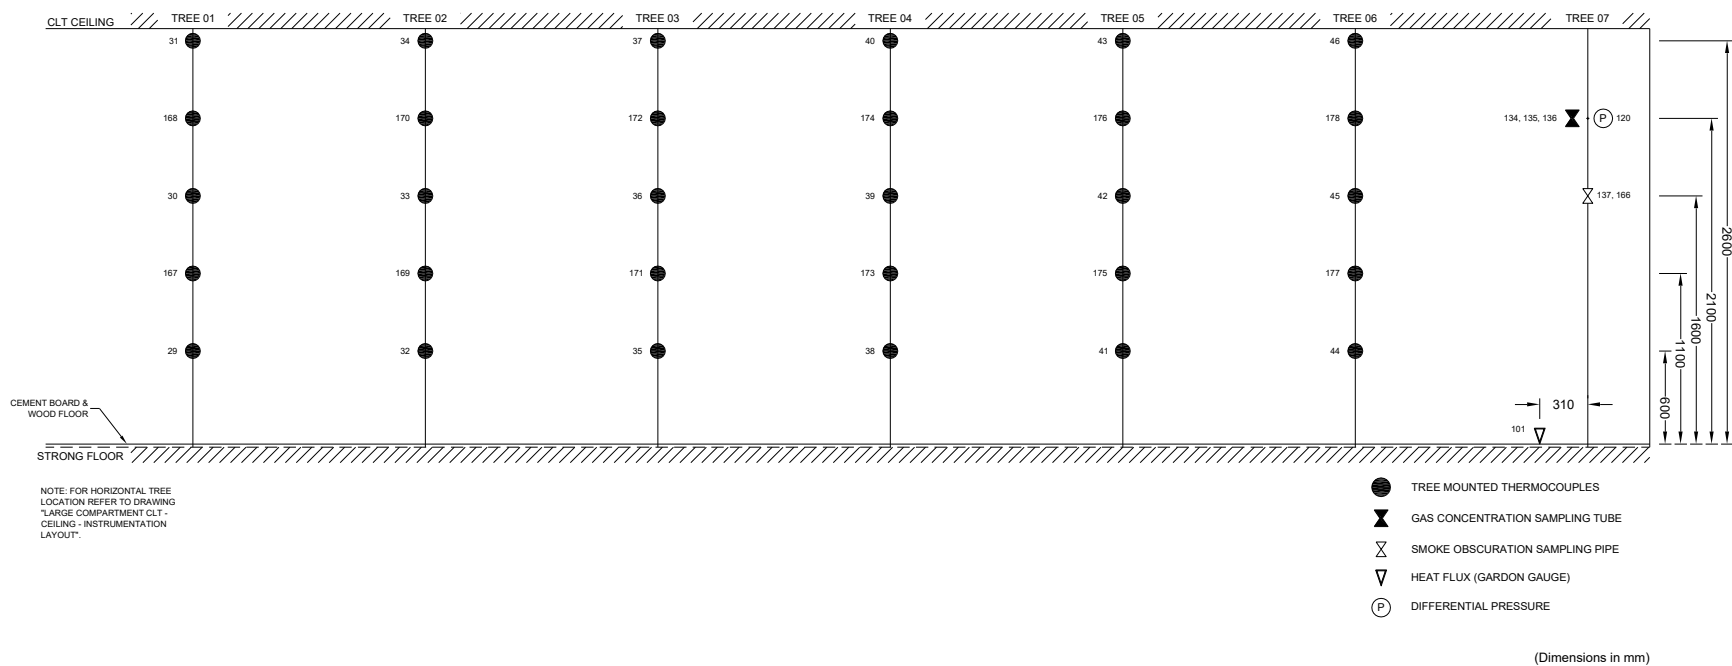 CLT CEILING
TREE 01 TREE 02 TREE 03 TREE 04 TREE 05 TREE 06 TREE 07
31 34 37 40 43 46
168 170 172 174 176 178 134, 135, 136 P 120
30 33 36 39 42 45 137, 166
167 169 171 173 175 177
29 32 35 38 41 44
2600
2100
1600
1100
600
CEMENT BOARD &
WOOD FLOOR
310
101
STRONG FLOOR
NOTE: FOR HORIZONTAL TREE
LOCATION REFER TO DRAWING
"LARGE COMPARTMENT CLT -
CEILING - INSTRUMENTATION
LAYOUT".
TREE MOUNTED THERMOCOUPLES
GAS CONCENTRATION SAMPLING TUBE
SMOKE OBSCURATION SAMPLING PIPE
HEAT FLUX (GARDON GAUGE)
P DIFFERENTIAL PRESSURE
(Dimensions in mm)